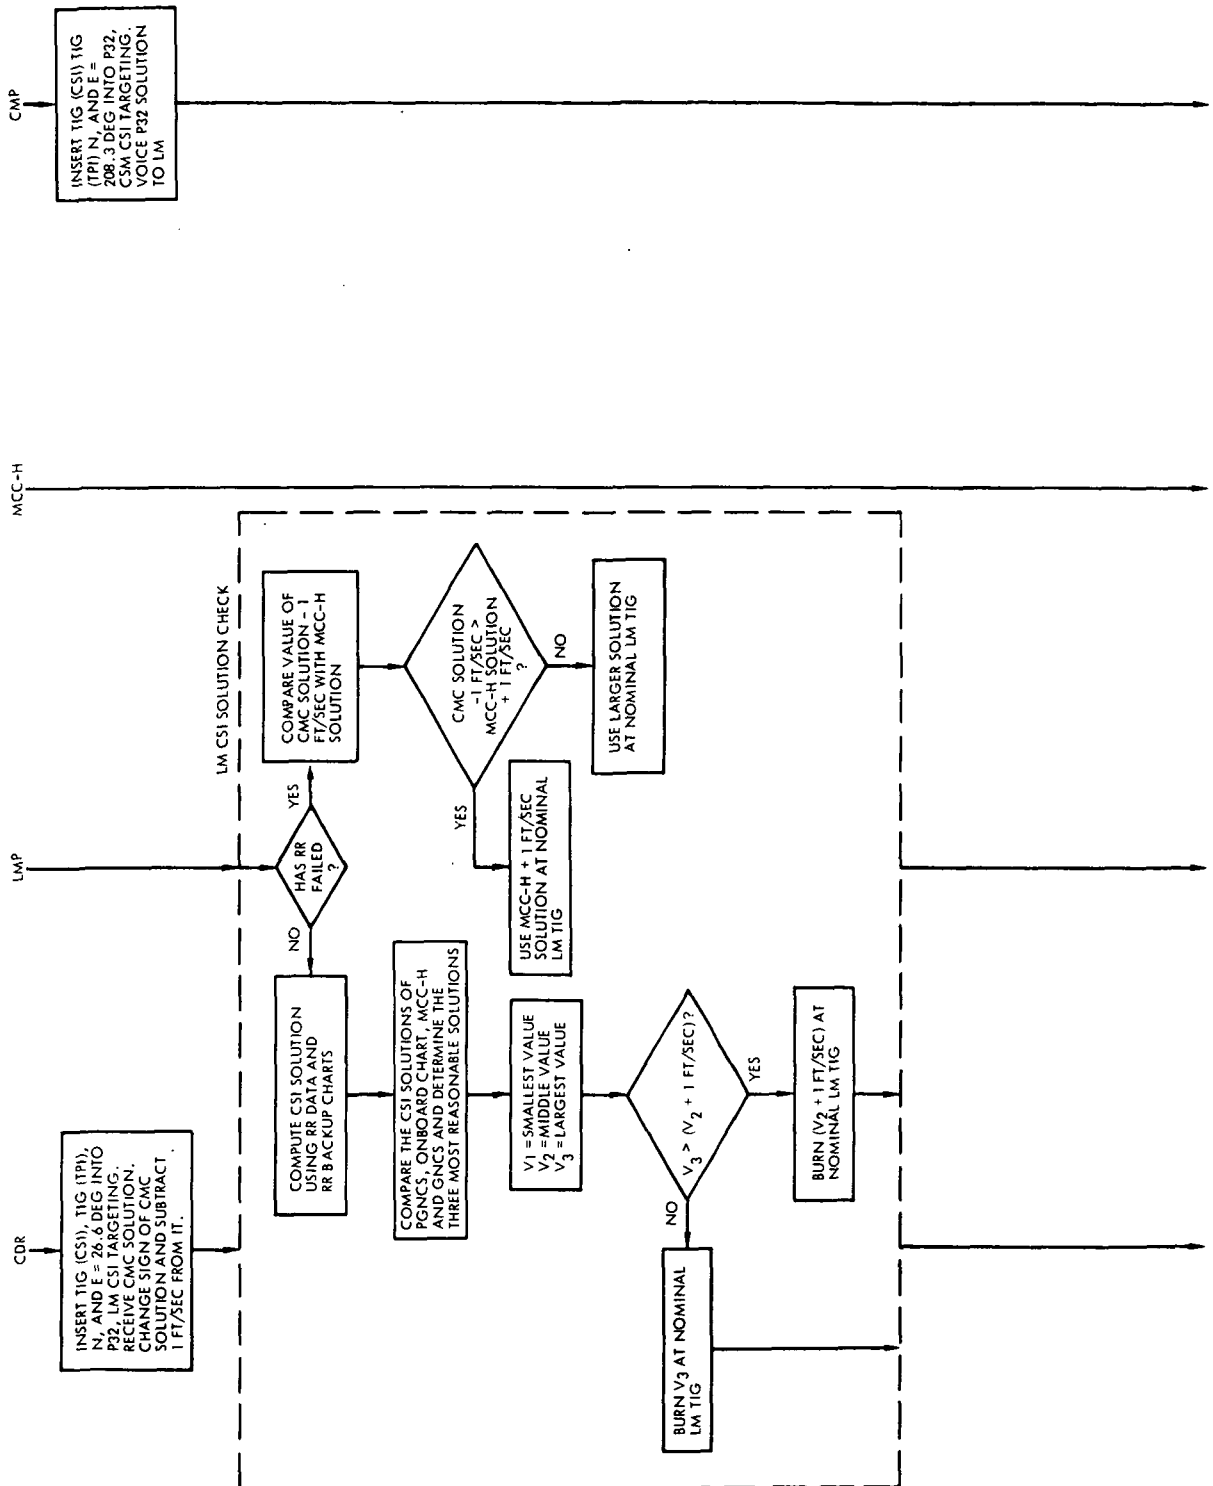 CDR
LMP
MCC-H
CMP
INSERT TIG (CSI), TIG (TPI),
N, AND E = 26.6 DEG INTO
P32, LM CSI TARGETING.
RECEIVE CMC SOLUTION.
CHANGE SIGN OF CMC
SOLUTION AND SUBTRACT
1 FT/SEC FROM IT.
INSERT TIG (CSI) TIG
(TPI) N, AND E =
208.3 DEG INTO P32,
CSM CSI TARGETING.
VOICE P32 SOLUTION
TO LM
LM CSI SOLUTION CHECK
HAS RR
FAILED
?
NO
YES
COMPUTE CSI SOLUTION
USING RR DATA AND
RR BACKUP CHARTS
COMPARE VALUE OF
CMC SOLUTION - 1
FT/SEC WITH MCC-H
SOLUTION
COMPARE THE CSI SOLUTIONS OF
PGNCS, ONBOARD CHART, MCC-H
AND GNCS AND DETERMINE THE
THREE MOST REASONABLE SOLUTIONS
CMC SOLUTION
-1 FT/SEC >
MCC-H SOLUTION
+ 1 FT/SEC
?
YES
NO
V1 = SMALLEST VALUE
V2 = MIDDLE VALUE
V3 = LARGEST VALUE
USE MCC-H + 1 FT/SEC
SOLUTION AT NOMINAL
LM TIG
USE LARGER SOLUTION
AT NOMINAL LM TIG
V3 > (V2 + 1 FT/SEC)?
NO
YES
BURN V3 AT NOMINAL
LM TIG
BURN (V2 + 1 FT/SEC) AT
NOMINAL LM TIG